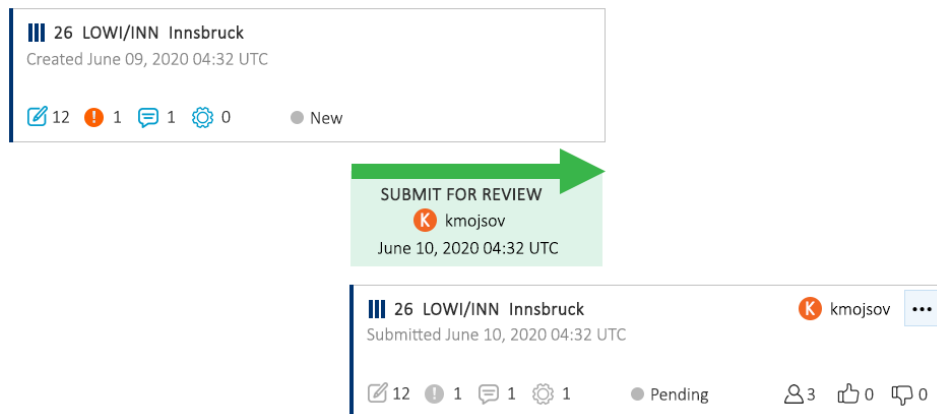 26 LOWI/INN Innsbruck
Created June 09, 2020 04:32 UTC
12 1 1 0 New
SUBMIT FOR REVIEW
K kmojsov
June 10, 2020 04:32 UTC
26 LOWI/INN Innsbruck K kmojsov ...
Submitted June 10, 2020 04:32 UTC
12 1 1 1 Pending 3 0 0